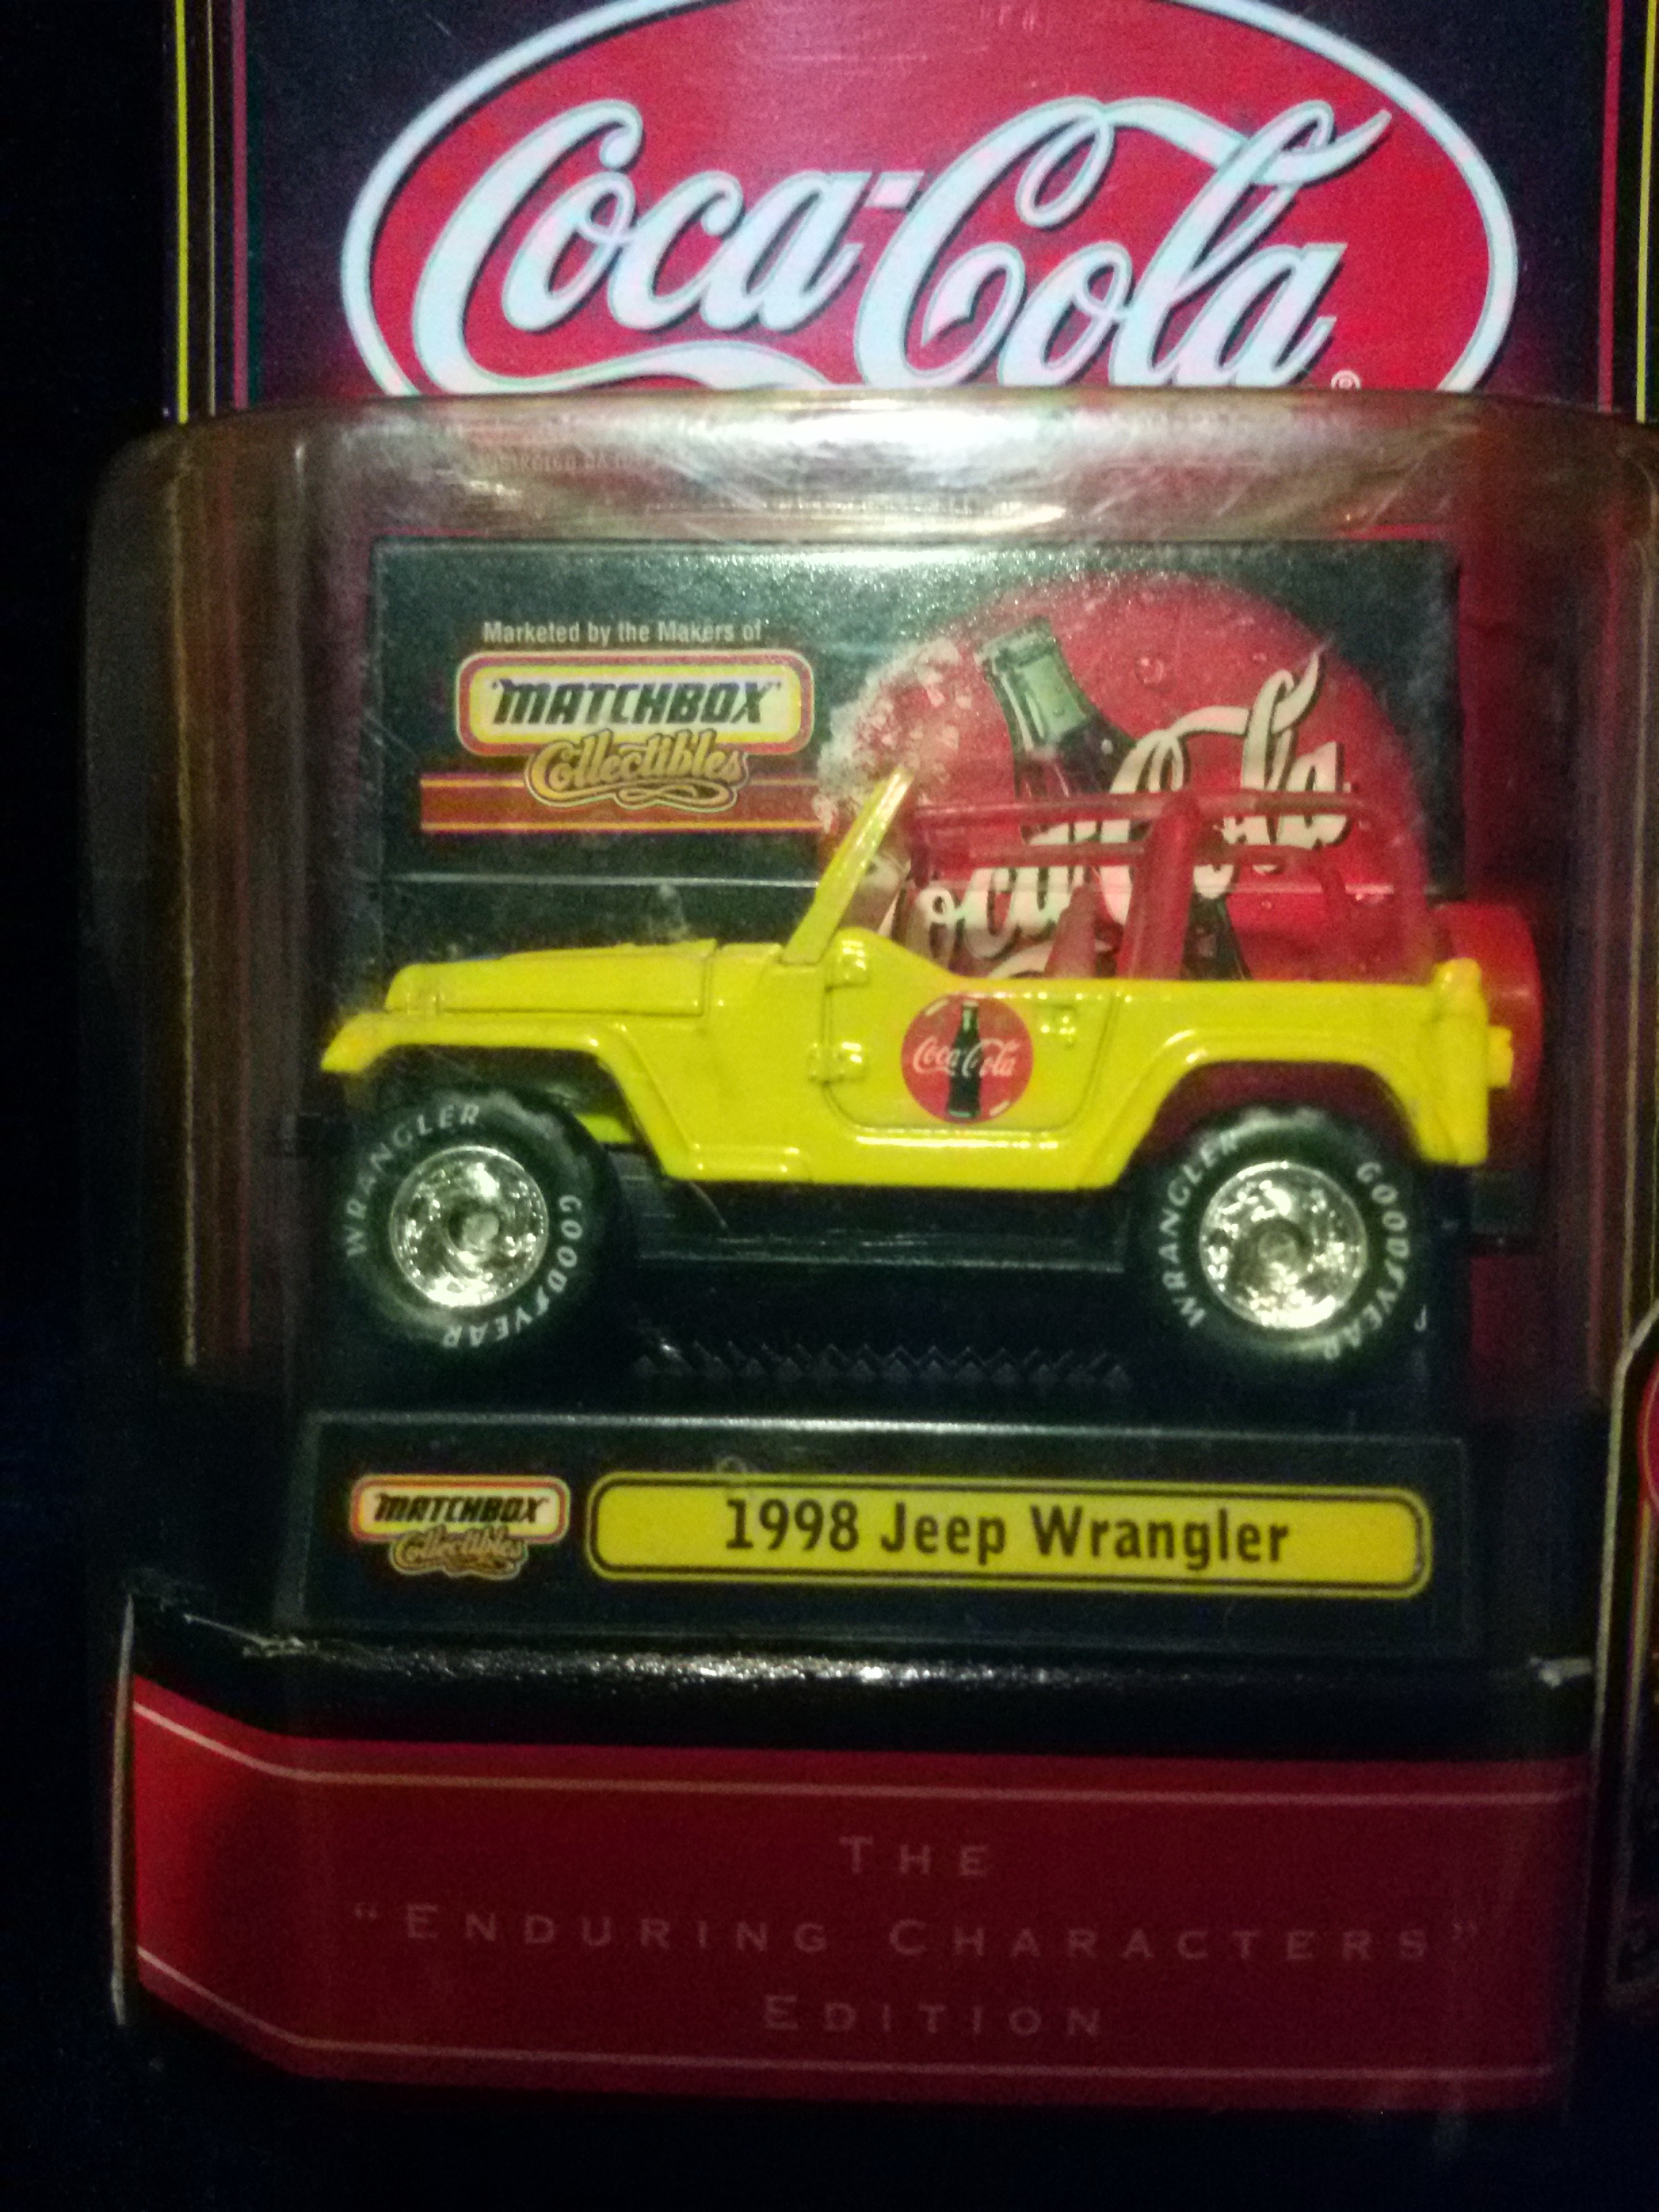 Coca-Cola
®
Marketed by the Makers of
MATCHBOX
Collectibles
Coca-Cola
Coca-Cola
WRANGLER
GOODYEAR
WRANGLER
GOODYEAR
MATCHBOX
Collectibles
1998 Jeep Wrangler
THE
“ENDURING CHARACTERS”
EDITION